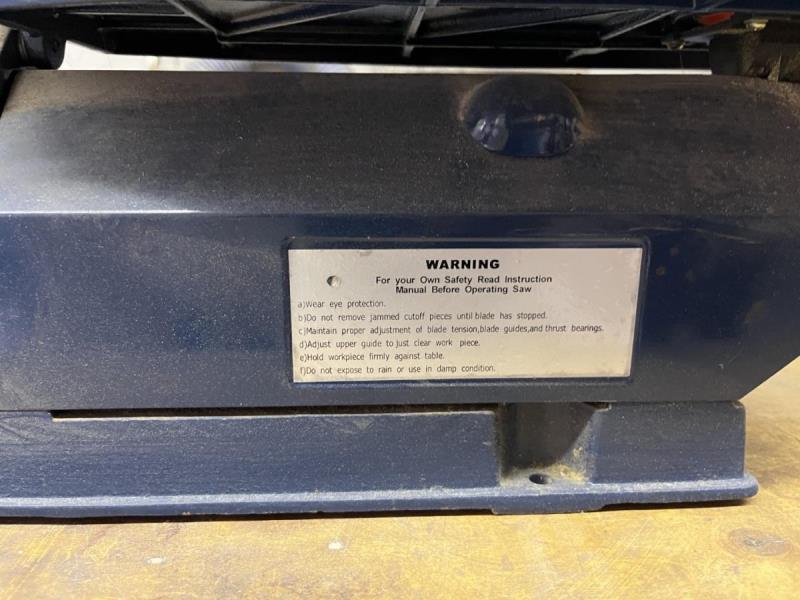 WARNING
For your Own Safety Read Instruction
Manual Before Operating Saw
a)Wear eye protection.
b)Do not remove jammed cutoff pieces until blade has stopped.
c)Maintain proper adjustment of blade tension,blade guides,and thrust bearings.
d)Adjust upper guide to just clear work piece.
e)Hold workpiece firmly against table.
f)Do not expose to rain or use in damp condition.